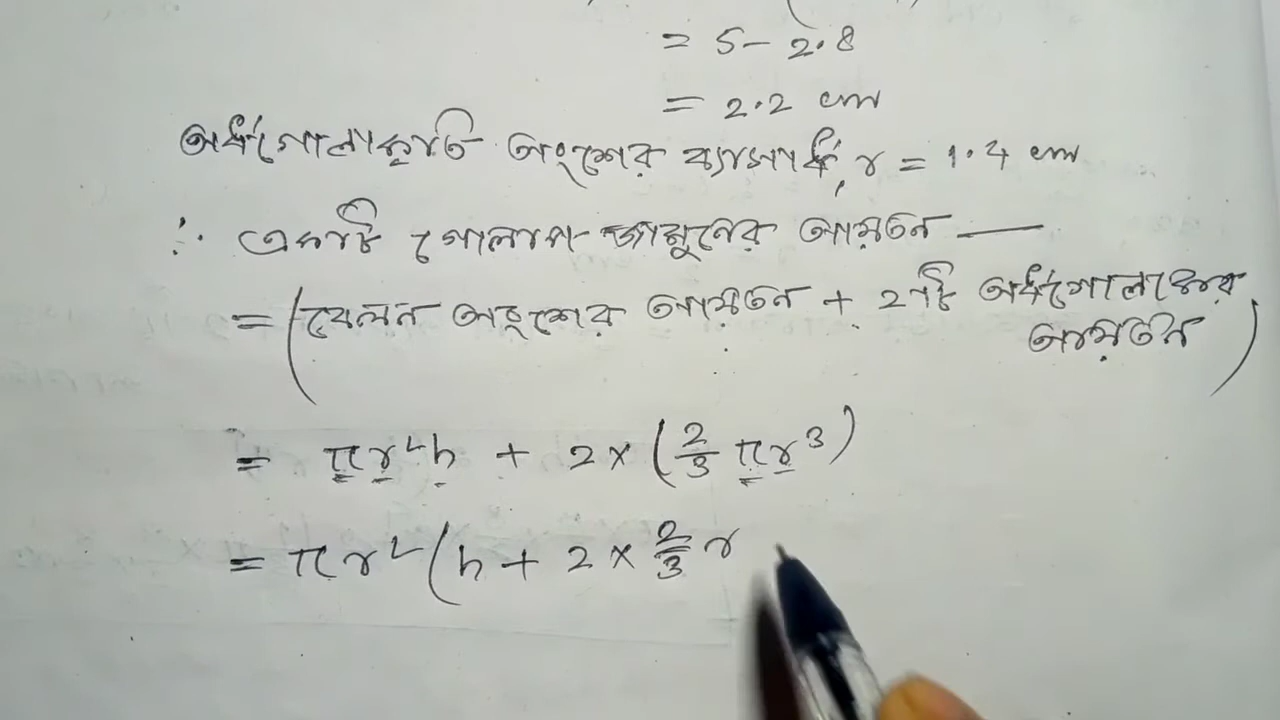 = 5 - 2.8
= 2.2 cm
অর্ধগোলাকৃতি অংশের ব্যাসার্ধ, r = 1.4 cm
∴ একটি গোলাপ জামুনের আয়তন —
= (বেলন অংশের আয়তন + 2টি অর্ধগোলকের
আয়তন)
= πr²h + 2 × (2/3 πr³)
= πr² (h + 2 × 2/3 r